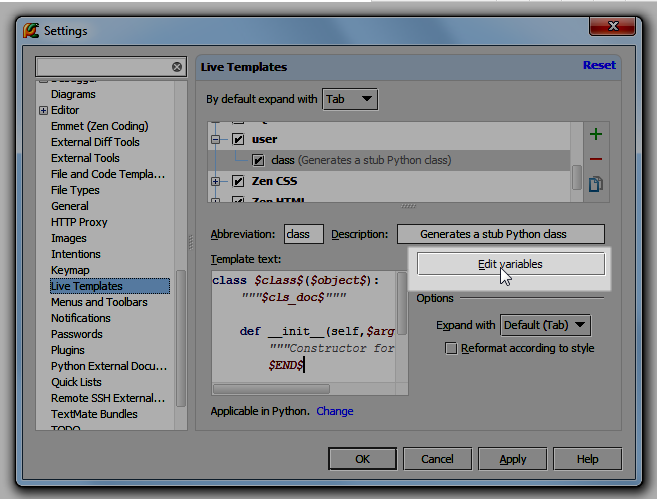 Settings
Debugger
Diagrams
Editor
Emmet (Zen Coding)
External Diff Tools
External Tools
File and Code Templa...
File Types
General
HTTP Proxy
Images
Intentions
Keymap
Live Templates
Menus and Toolbars
Notifications
Passwords
Plugins
Python External Docu...
Quick Lists
Remote SSH External...
TextMate Bundles
TODO
Live Templates
Reset
By default expand with Tab
user
class (Generates a stub Python class)
Zen CSS
Zen HTML
Abbreviation: class Description: Generates a stub Python class
Template text:
Edit variables
class $class$($object$):
"""$cls_doc$"""
def __init__(self,$arg
"""Constructor for
$END$
Options
Expand with Default (Tab)
Reformat according to style
Applicable in Python. Change
OK Cancel Apply Help